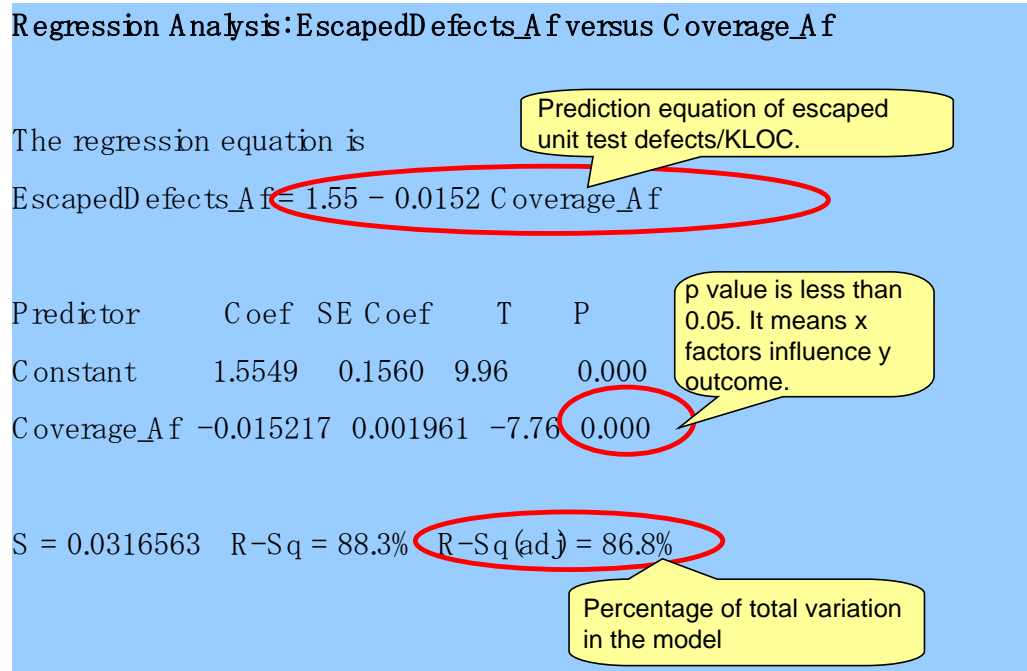 Regression Analysis: EscapedDefects_Af versus Coverage_Af
Prediction equation of escaped
unit test defects/KLOC.
The regression equation is
EscapedDefects_Af = 1.55 - 0.0152 Coverage_Af
p value is less than
0.05. It means x
factors influence y
outcome.
Predictor Coef SE Coef T P
Constant 1.5549 0.1560 9.96 0.000
Coverage_Af -0.015217 0.001961 -7.76 0.000
S = 0.0316563 R-Sq = 88.3% R-Sq(adj) = 86.8%
Percentage of total variation
in the model